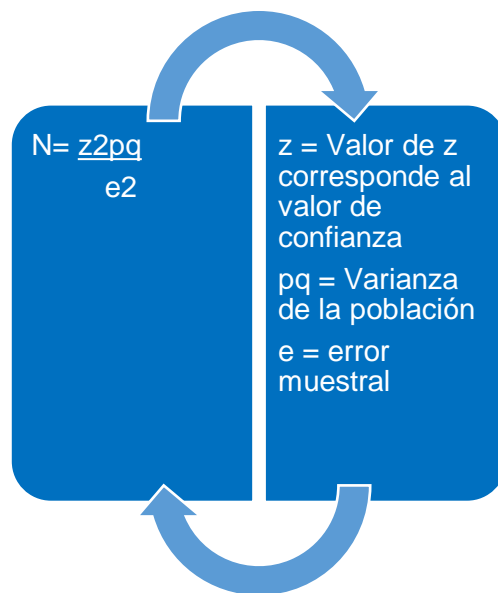 N= z2pq
e2
z = Valor de z
corresponde al
valor de
confianza
pq = Varianza
de la población
e = error
muestral